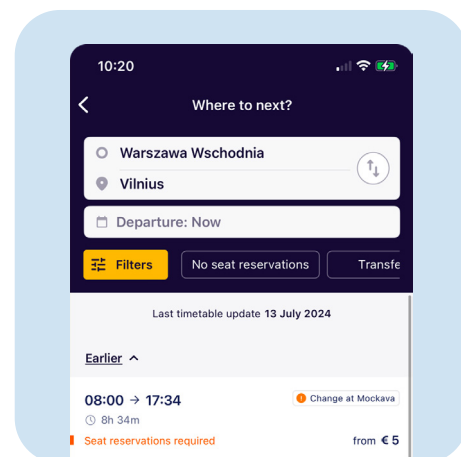 10:20
Where to next?
Warszawa Wschodnia
Vilnius
Departure: Now
Filters
No seat reservations
Transfe
Last timetable update 13 July 2024
Earlier
08:00 → 17:34
Change at Mockava
8h 34m
Seat reservations required
from € 5